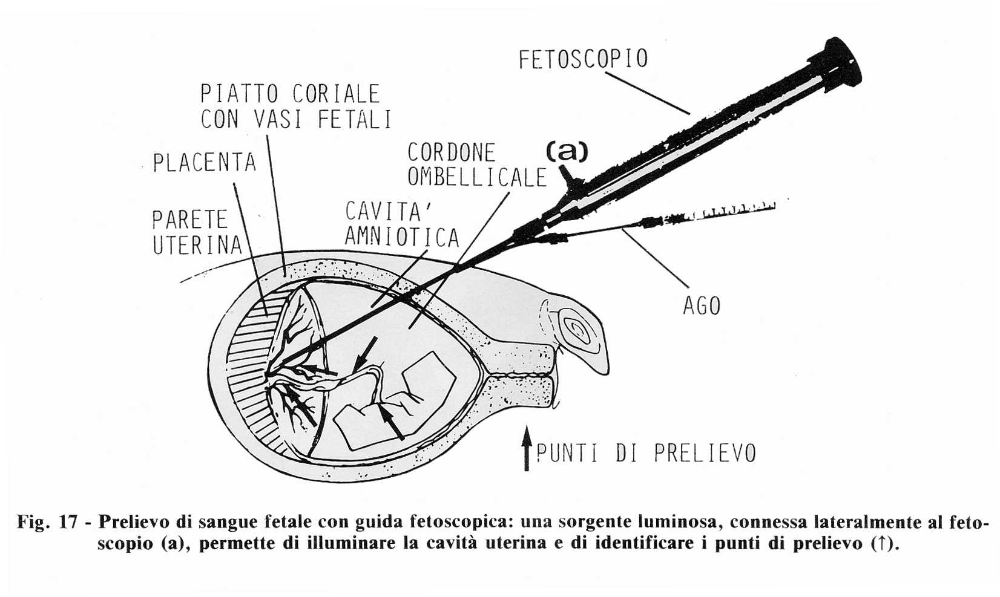 FETOSCOPIO
PIATTO CORIALE
CON VASI FETALI
(a)
CORDONE
OMBELLICALE
PLACENTA
CAVITA'
AMNIOTICA
PARETE
UTERINA
AGO
PUNTI DI PRELIEVO
Fig. 17 - Prelievo di sangue fetale con guida fetoscopica: una sorgente luminosa, connessa lateralmente al feto-
scopio (a), permette di illuminare la cavità uterina e di identificare i punti di prelievo (↑).